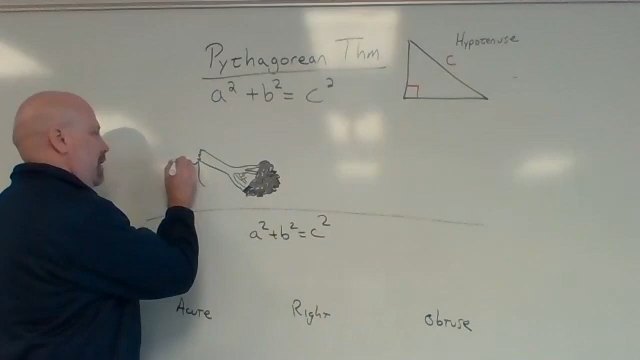 Pythagorean Thm
a² + b² = c²
Hypotenuse
c
a² + b² = c²
Acute
Right
Obtuse